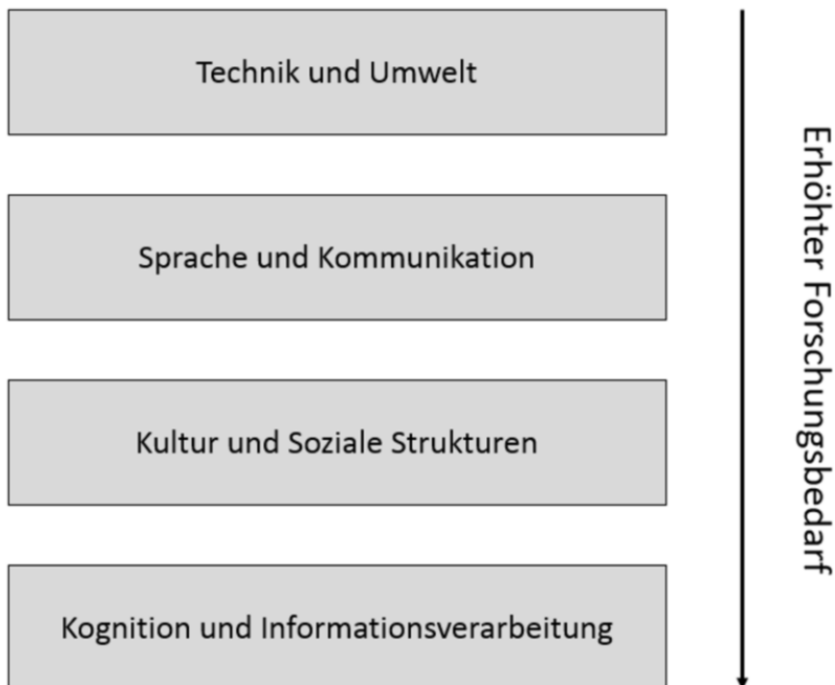 Technik und Umwelt
Sprache und Kommunikation
Kultur und Soziale Strukturen
Kognition und Informationsverarbeitung
Erhöhter Forschungsbedarf